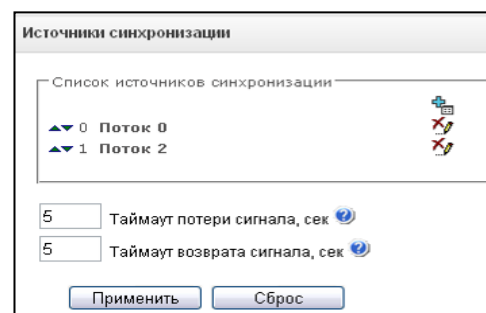 Источники синхронизации
Список источников синхронизации
0 Поток 0
1 Поток 2
5 Таймаут потери сигнала, сек
5 Таймаут возврата сигнала, сек
Применить Сброс